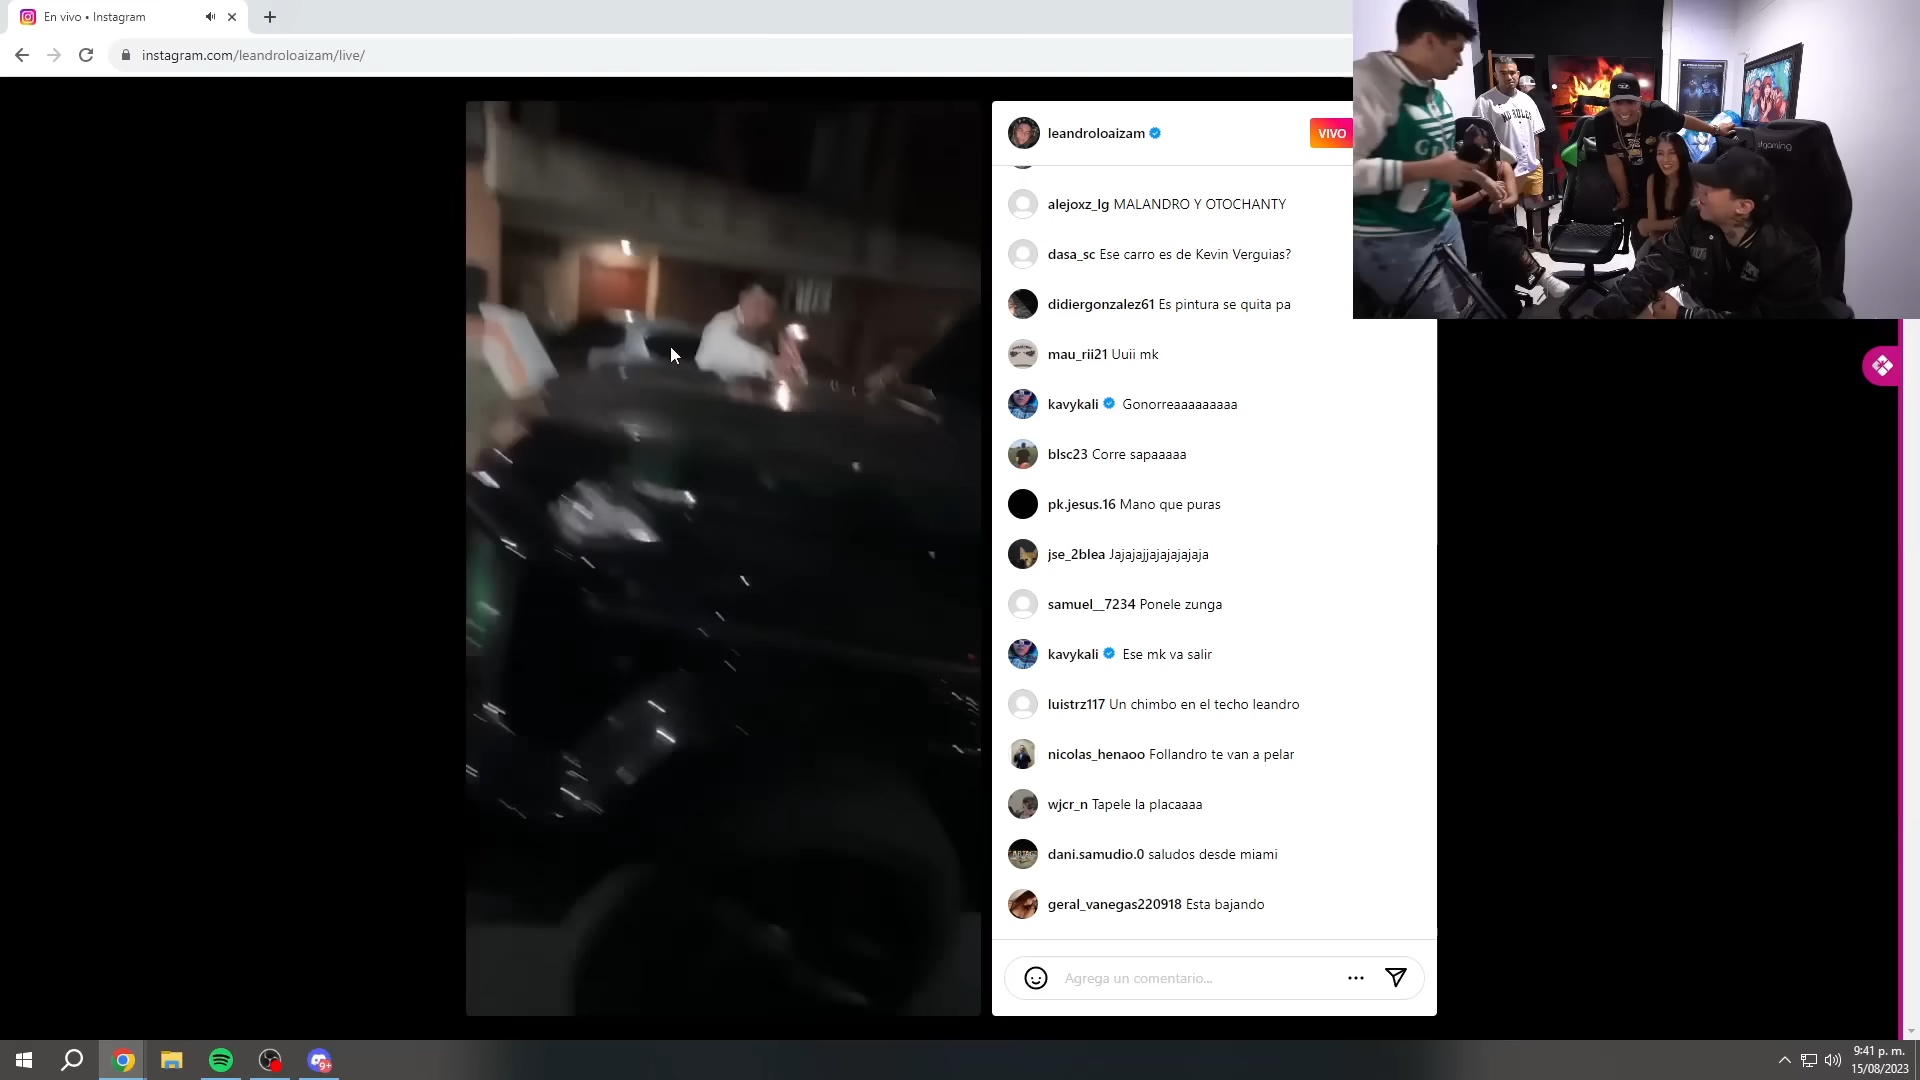 En vivo • Instagram
instagram.com/leandroloaizam/live/
leandroloaizam
VIVO
alejoxz_lg MALANDRO Y OTOCHANTY
dasa_sc Ese carro es de Kevin Verguias?
didiergonzalez61 Es pintura se quita pa
mau_rii21 Uuii mk
kavykali Gonorreaaaaaaaaa
blsc23 Corre sapaaaaa
pk.jesus.16 Mano que puras
jse_2blea Jajajajjajajajajaja
samuel__7234 Ponele zunga
kavykali Ese mk va salir
luistrz117 Un chimbo en el techo leandro
nicolas_henaoo Follandro te van a pelar
wjcr_n Tapele la placaaaa
dani.samudio.0 saludos desde miami
geral_vanegas220918 Esta bajando
Agrega un comentario...
9+
9:41 p. m.
15/08/2023